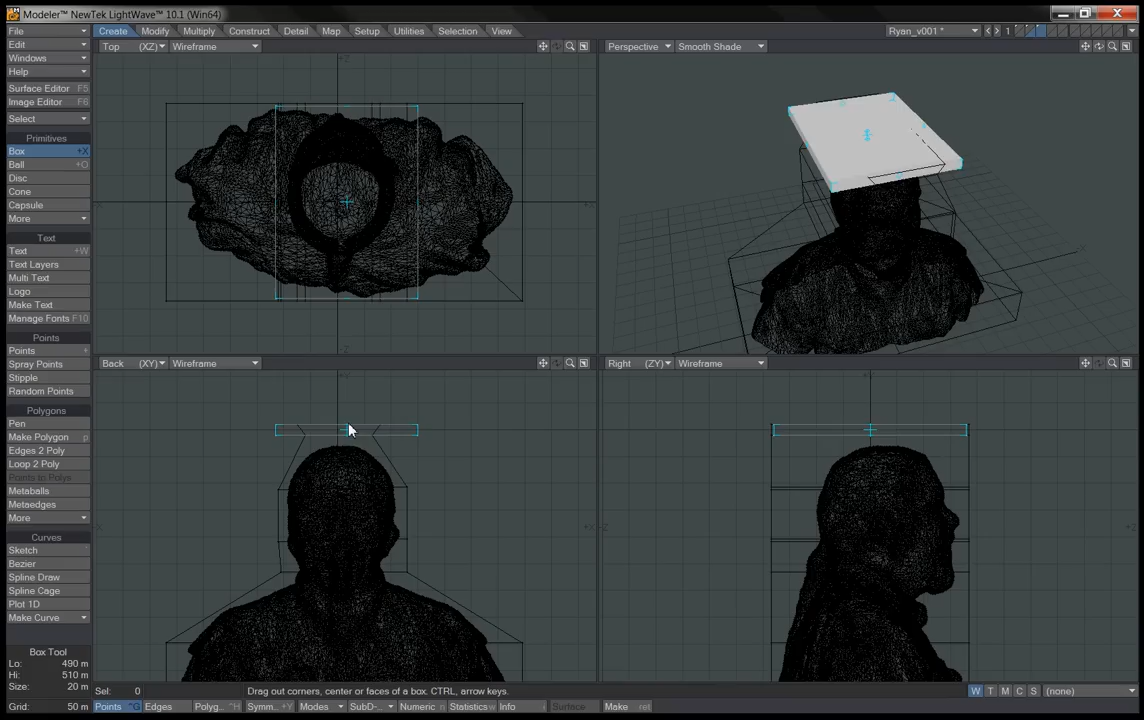 Modeler™ NewTek LightWave™ 10.1 (Win64)
File
Create Modify Multiply Construct Detail Map Setup Utilities Selection View
Ryan_v001 * 1
Edit
Windows
Help
Surface Editor F5
Image Editor F6
Select
Primitives
Box +X
Ball +O
Disc
Cone
Capsule
More
Text
Text +W
Text Layers
Multi Text
Logo
Make Text
Manage Fonts F10
Points
Points +
Spray Points
Stipple
Random Points
Polygons
Pen
Make Polygon p
Edges 2 Poly
Loop 2 Poly
Points to Polys
Metaballs
Metaedges
More
Curves
Sketch
Bezier
Spline Draw
Spline Cage
Plot 1D
Make Curve
Box Tool
Lo: 490 m
Hi: 510 m
Size: 20 m
Grid: 50 m
Top (XZ) Wireframe
Perspective Smooth Shade
Back (XY) Wireframe
Right (ZY) Wireframe
Sel: 0 Drag out corners, center or faces of a box. CTRL, arrow keys.
W T M C S (none)
Points ^G Edges Polyg... ^H Symm... +Y Modes SubD-... Numeric n Statistics w Info i Surface Make ret